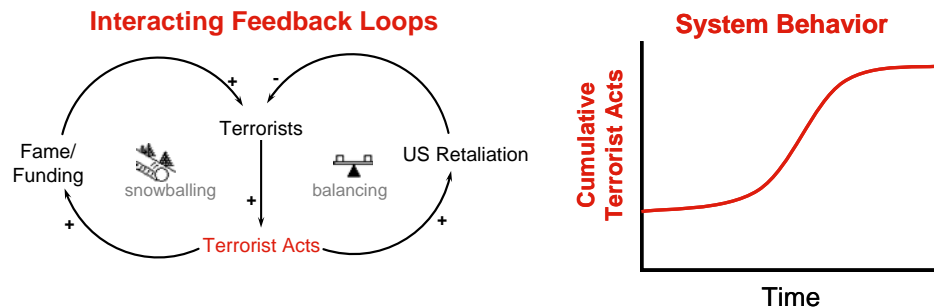 Interacting Feedback Loops
+
-
Terrorists
Fame/
Funding
snowballing
balancing
US Retaliation
+
+
+
Terrorist Acts
System Behavior
Cumulative
Terrorist Acts
Time